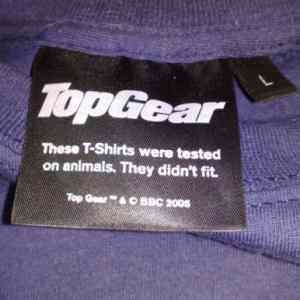 TopGear
L
These T-Shirts were tested
on animals. They didn't fit.
Top Gear ™ & © BBC 2005